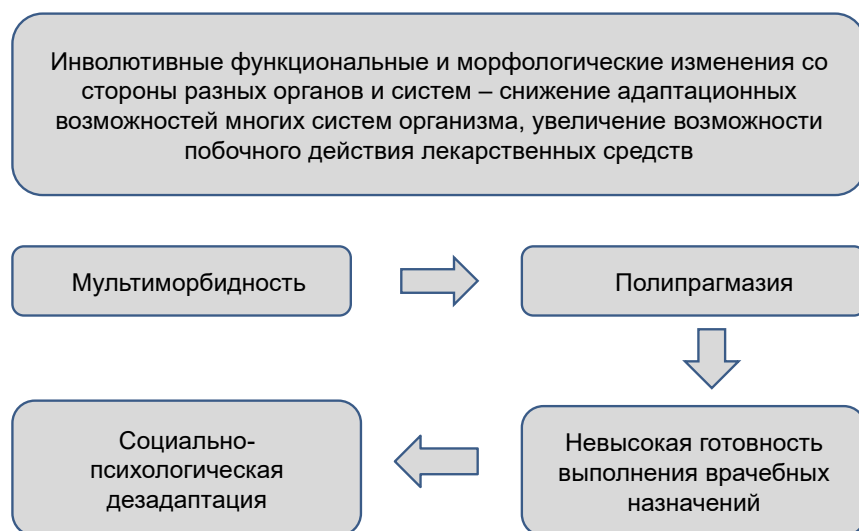 Инволютивные функциональные и морфологические изменения со
стороны разных органов и систем – снижение адаптационных
возможностей многих систем организма, увеличение возможности
побочного действия лекарственных средств
Мультиморбидность
Полипрагмазия
Невысокая готовность
выполнения врачебных
назначений
Социально-
психологическая
дезадаптация